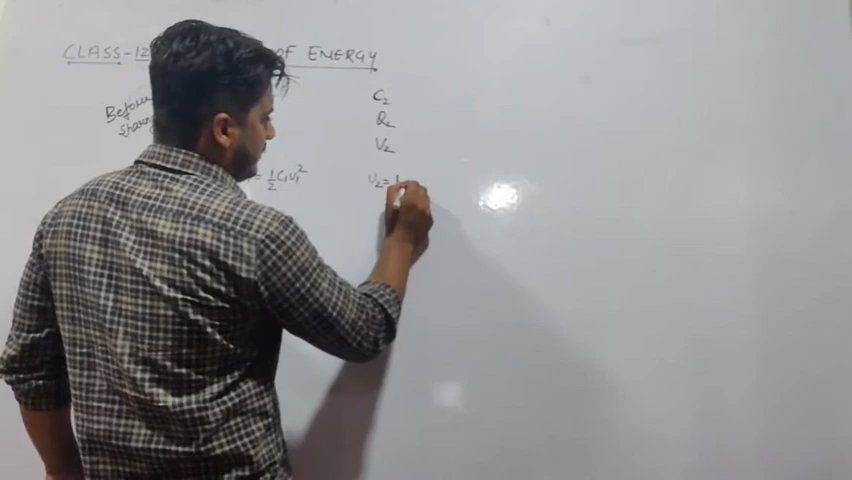 CLASS-12 OF ENERGY
Before
Sharing
C₂
Q₂
V₂
= 1/2 C₁V₁²
U₂ = 1